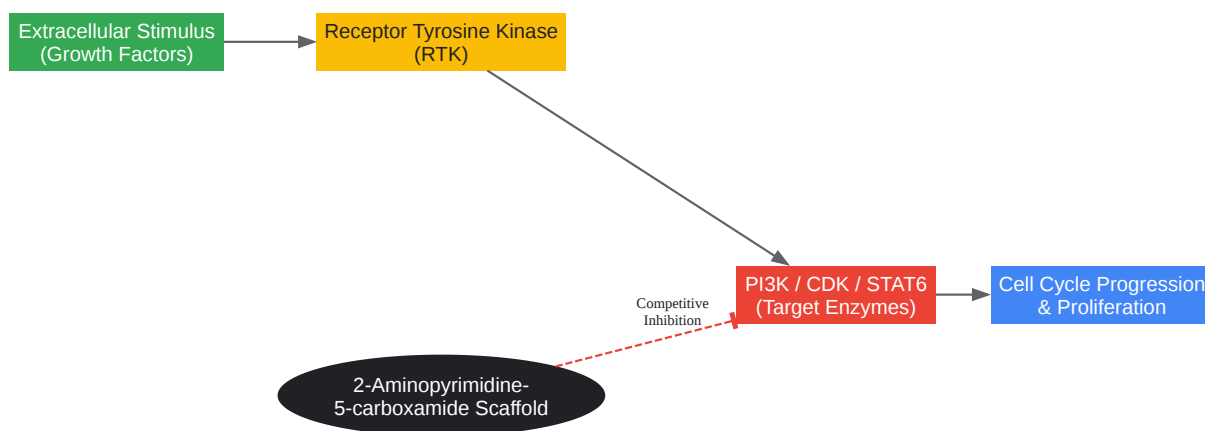 Extracellular Stimulus
(Growth Factors)
Receptor Tyrosine Kinase
(RTK)
PI3K / CDK / STAT6
(Target Enzymes)
Cell Cycle Progression
& Proliferation
Competitive
Inhibition
2-Aminopyrimidine-
5-carboxamide Scaffold